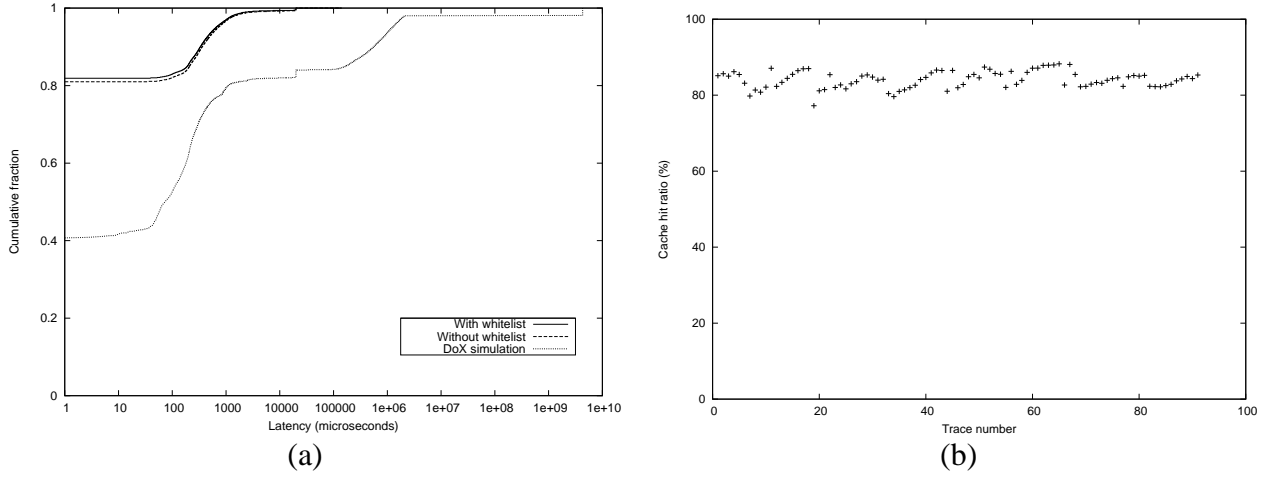 1
0.8
0.6
0.4
0.2
0
Cumulative fraction
With whitelist
Without whitelist
DoX simulation
1 10 100 1000 10000 100000 1e+06 1e+07 1e+08 1e+09 1e+10
Latency (microseconds)
(a)
100
80
60
40
20
0
Cache hit ratio (%)
0 20 40 60 80 100
Trace number
(b)